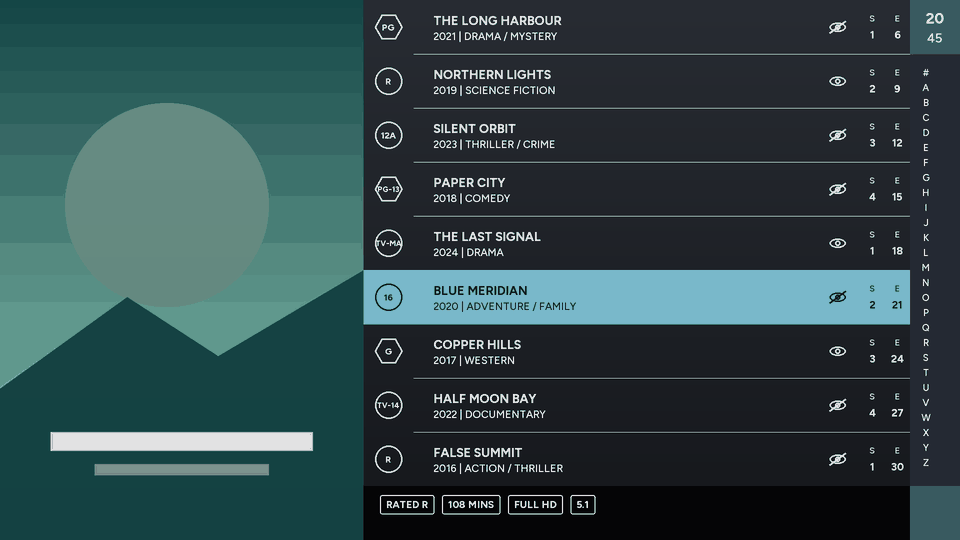 PG
THE LONG HARBOUR
2021 | DRAMA / MYSTERY
S E
1 6
R
NORTHERN LIGHTS
2019 | SCIENCE FICTION
S E
2 9
12A
SILENT ORBIT
2023 | THRILLER / CRIME
S E
3 12
PG-13
PAPER CITY
2018 | COMEDY
S E
4 15
TV-MA
THE LAST SIGNAL
2024 | DRAMA
S E
1 18
16
BLUE MERIDIAN
2020 | ADVENTURE / FAMILY
S E
2 21
G
COPPER HILLS
2017 | WESTERN
S E
3 24
TV-14
HALF MOON BAY
2022 | DOCUMENTARY
S E
4 27
R
FALSE SUMMIT
2016 | ACTION / THRILLER
S E
1 30
RATED R 108 MINS FULL HD 5.1
20
45
#
A
B
C
D
E
F
G
H
I
J
K
L
M
N
O
P
Q
R
S
T
U
V
W
X
Y
Z